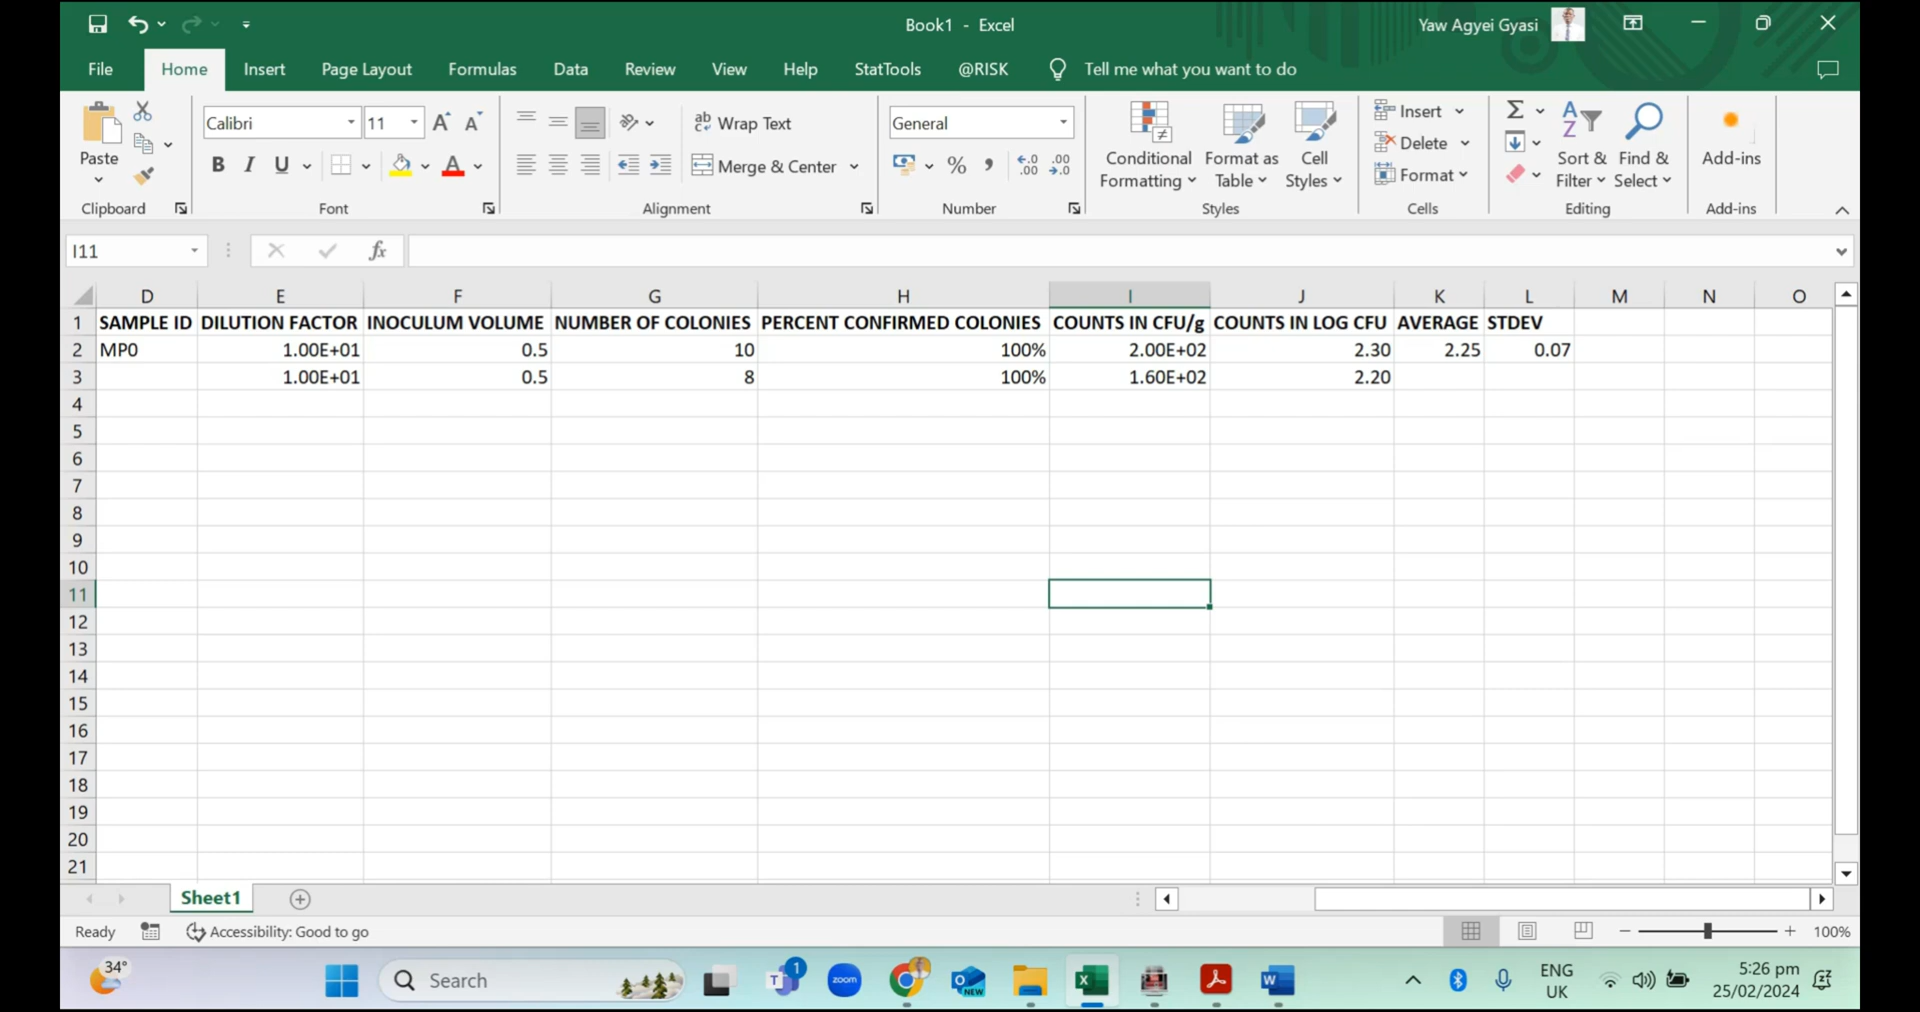 Book1 - Excel
Yaw Agyei Gyasi
File Home Insert Page Layout Formulas Data Review View Help StatTools @RISK Tell me what you want to do
Paste
Calibri 11
B I U
Wrap Text
Merge & Center
General
%
Conditional Formatting
Format as Table
Cell Styles
Insert
Delete
Format
Sort & Filter
Find & Select
Add-ins
Clipboard Font Alignment Number Styles Cells Editing Add-ins
I11 fx
D E F G H I J K L M N O
1 SAMPLE ID DILUTION FACTOR INOCULUM VOLUME NUMBER OF COLONIES PERCENT CONFIRMED COLONIES COUNTS IN CFU/g COUNTS IN LOG CFU AVERAGE STDEV
2 MP0 1.00E+01 0.5 10 100% 2.00E+02 2.30 2.25 0.07
3 1.00E+01 0.5 8 100% 1.60E+02 2.20
4
5
6
7
8
9
10
11
12
13
14
15
16
17
18
19
20
21
Sheet1
Ready Accessibility: Good to go 100%
34°
Search
1
zoom
NEW
ENG
UK
5:26 pm
25/02/2024